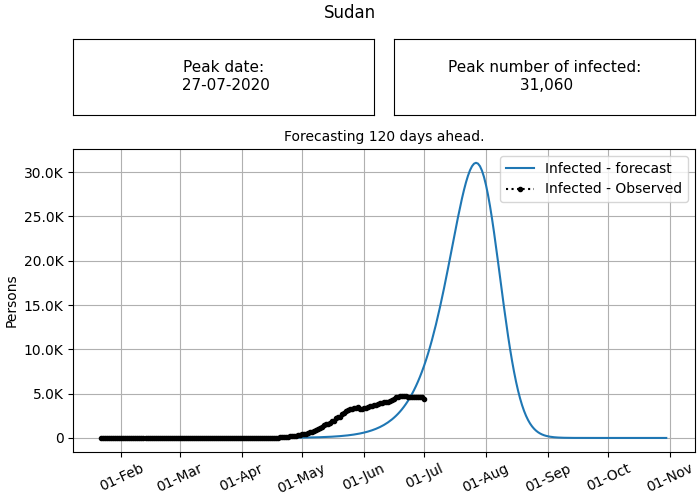 Sudan
Peak date:
27-07-2020
Peak number of infected:
31,060
Forecasting 120 days ahead.
Infected - forecast
Infected - Observed
30.0K
25.0K
20.0K
15.0K
10.0K
5.0K
0
Persons
01-Feb
01-Mar
01-Apr
01-May
01-Jun
01-Jul
01-Aug
01-Sep
01-Oct
01-Nov